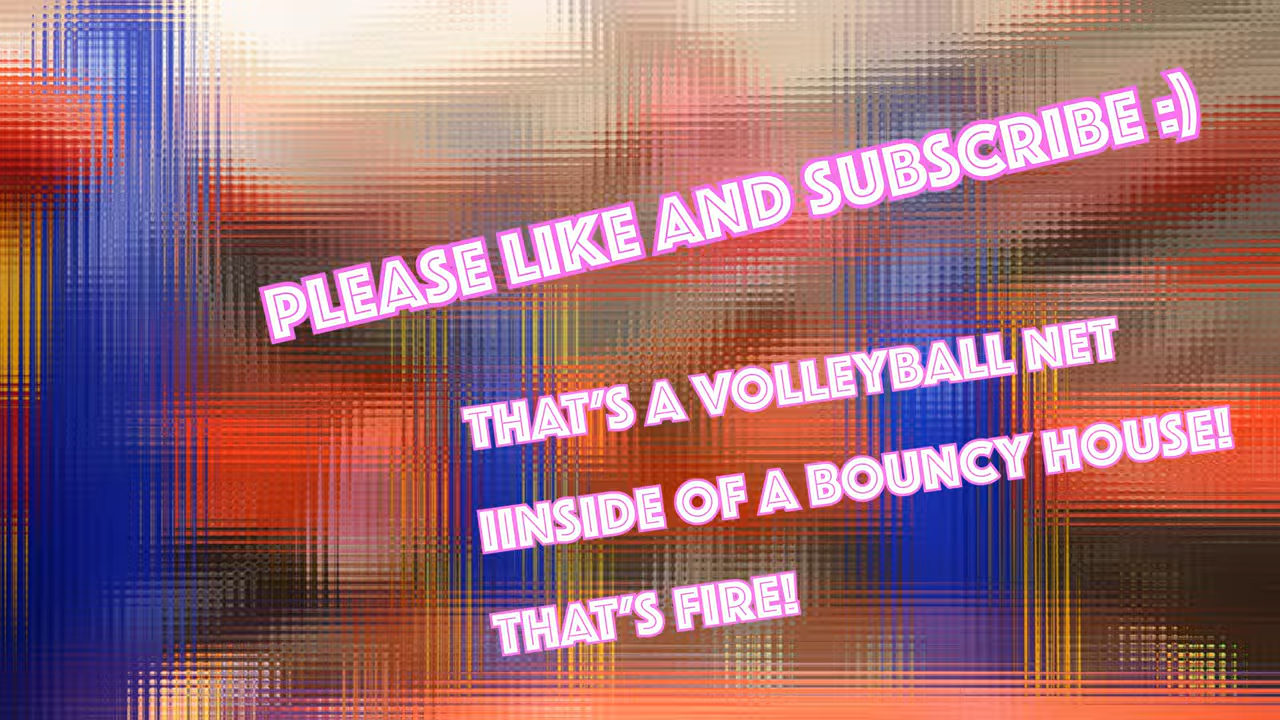 PLEASE LIKE AND SUBSCRIBE :)
THAT'S A VOLLEYBALL NET
IINSIDE OF A BOUNCY HOUSE!
THAT'S FIRE!